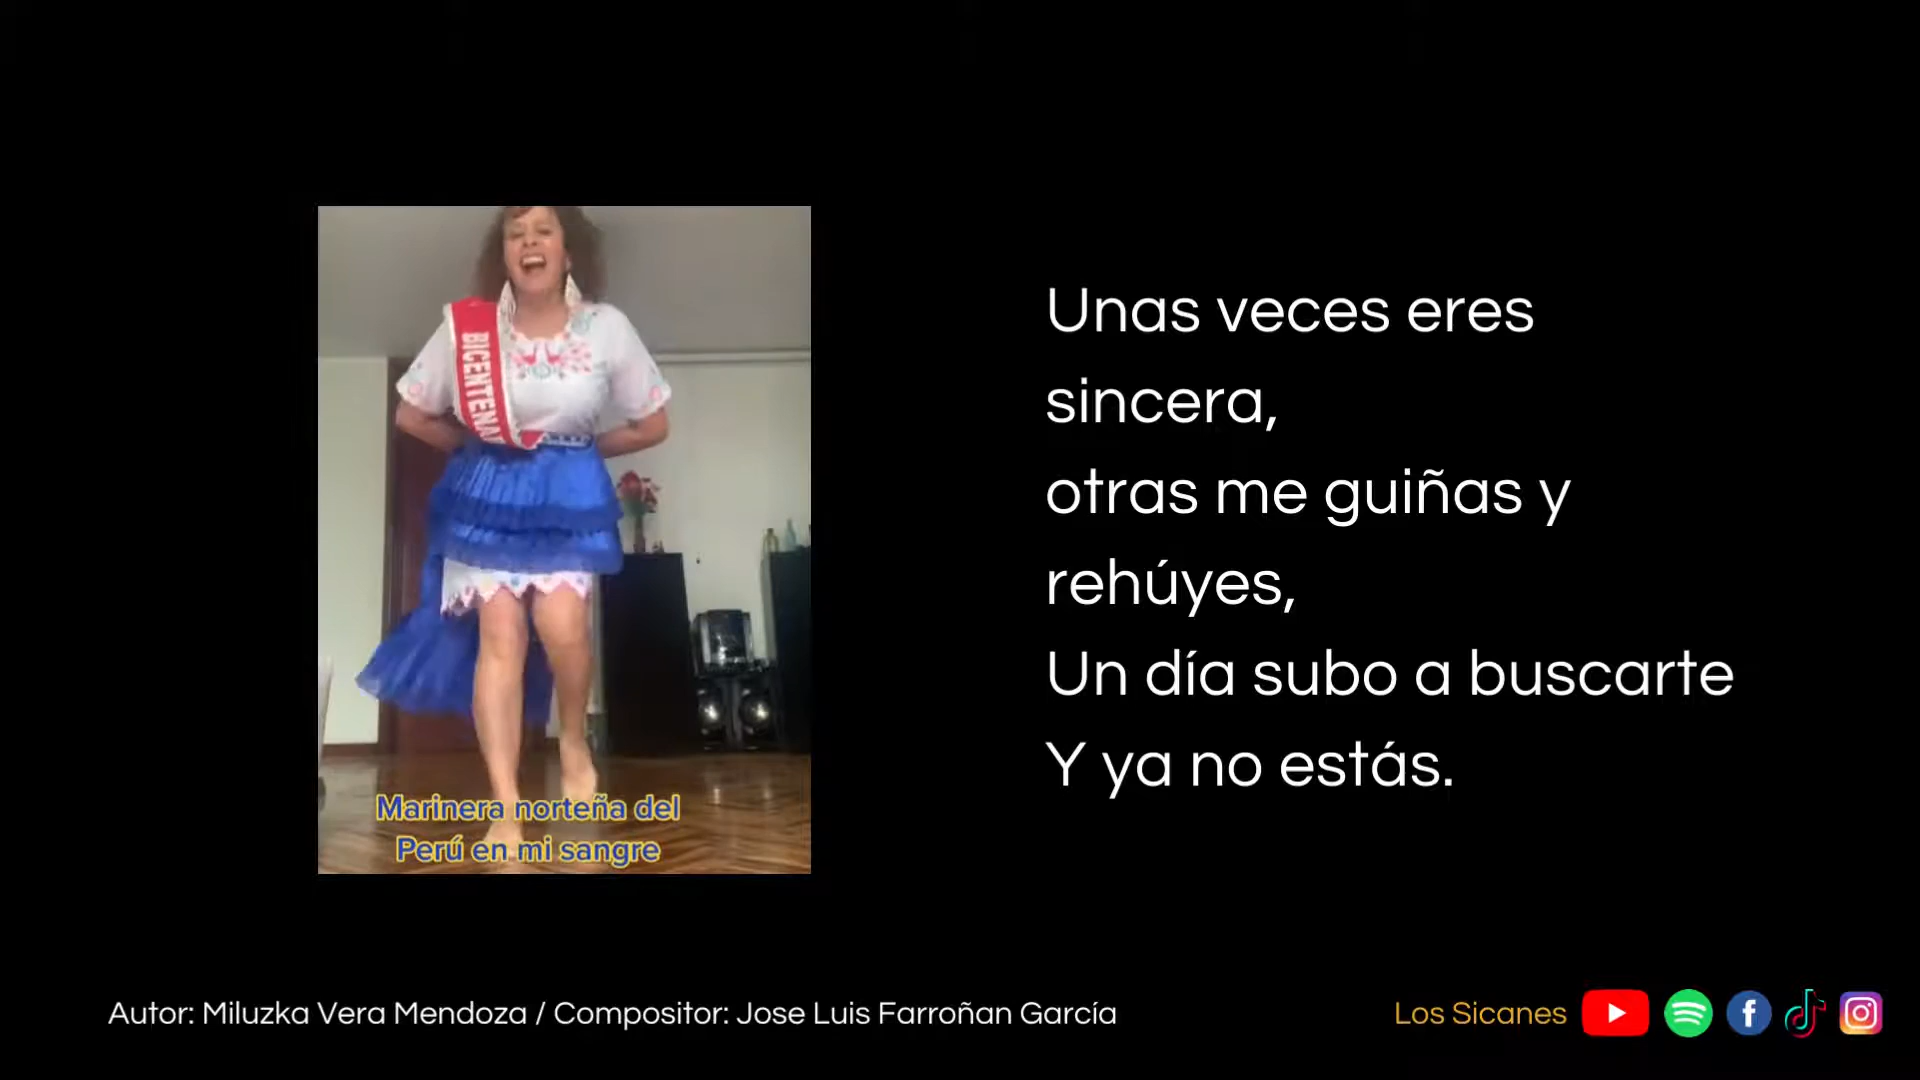 BICENTENA
Marinera norteña del
Perú en mi sangre
Unas veces eres
sincera,
otras me guiñas y
rehúyes,
Un día subo a buscarte
Y ya no estás.
Autor: Miluzka Vera Mendoza / Compositor: Jose Luis Farroñan García
Los Sicanes